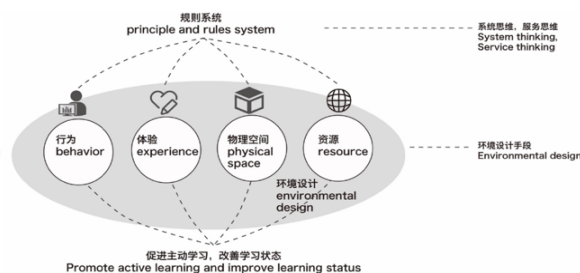 规则系统
principle and rules system
系统思维，服务思维
System thinking,
Service thinking
行为
behavior
体验
experience
物理空间
physical
space
资源
resource
环境设计手段
Environmental design
环境设计
environmental
design
促进主动学习，改善学习状态
Promote active learning and improve learning status